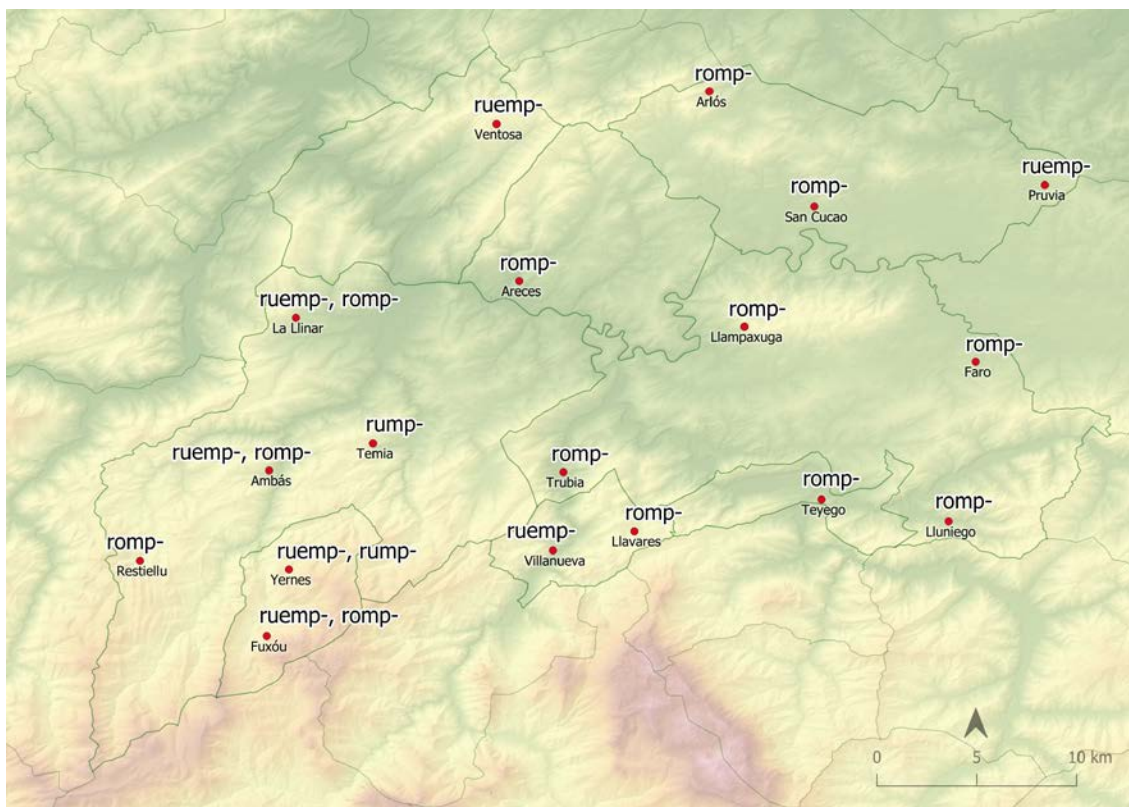 romp-
Arlós
ruemp-
Ventosa
ruemp-
Pruvia
romp-
San Cucao
romp-
Areces
ruemp-, romp-
La Llinar
romp-
Llampaxuga
romp-
Faro
rump-
Temia
ruemp-, romp-
Ambás
romp-
Trubia
romp-
Teyego
romp-
Lluniego
romp-
Llavares
ruemp-
Villanueva
romp-
Restiellu
ruemp-, rump-
Yernes
ruemp-, romp-
Fuxóu
0 5 10 km